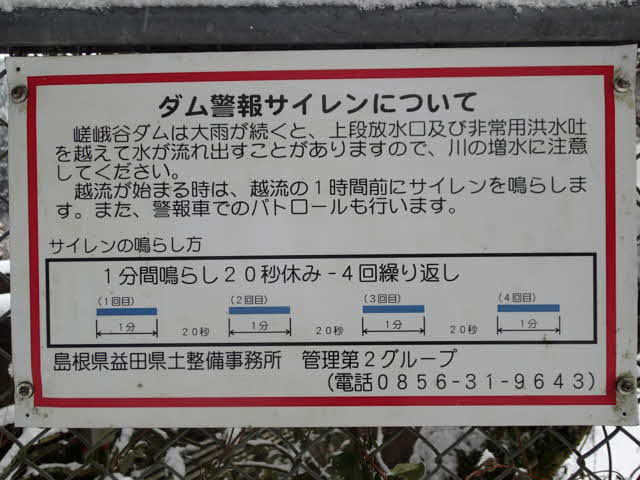 ダム警報サイレンについて
嵯峨谷ダムは大雨が続くと、上段放水口及び非常用洪水吐
を越えて水が流れ出すことがありますので、川の増水に注意
してください。
越流が始まる時は、越流の1時間前にサイレンを鳴らしま
す。また、警報車でのパトロールも行います。
サイレンの鳴らし方
1分間鳴らし20秒休み-4回繰り返し
(1回目) (2回目) (3回目) (4回目)
1分 20秒 1分 20秒 1分 20秒 1分
島根県益田県土整備事務所 管理第2グループ
(電話0856-31-9643)